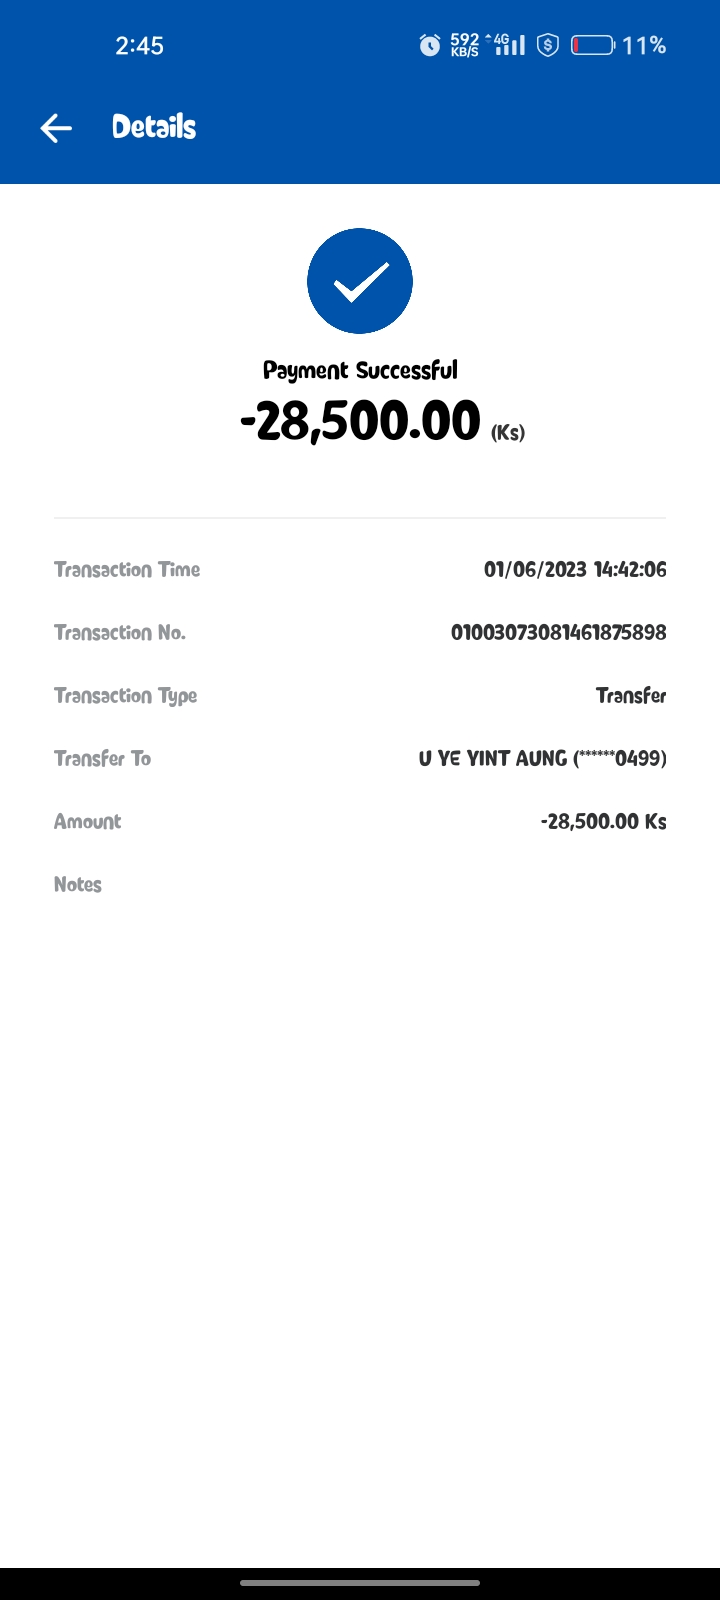 2:45 592 KB/S 4G 11%
Details
Payment Successful
-28,500.00 (Ks)
Transaction Time 01/06/2023 14:42:06
Transaction No. 01003073081461875898
Transaction Type Transfer
Transfer To U YE YINT AUNG (******0499)
Amount -28,500.00 Ks
Notes